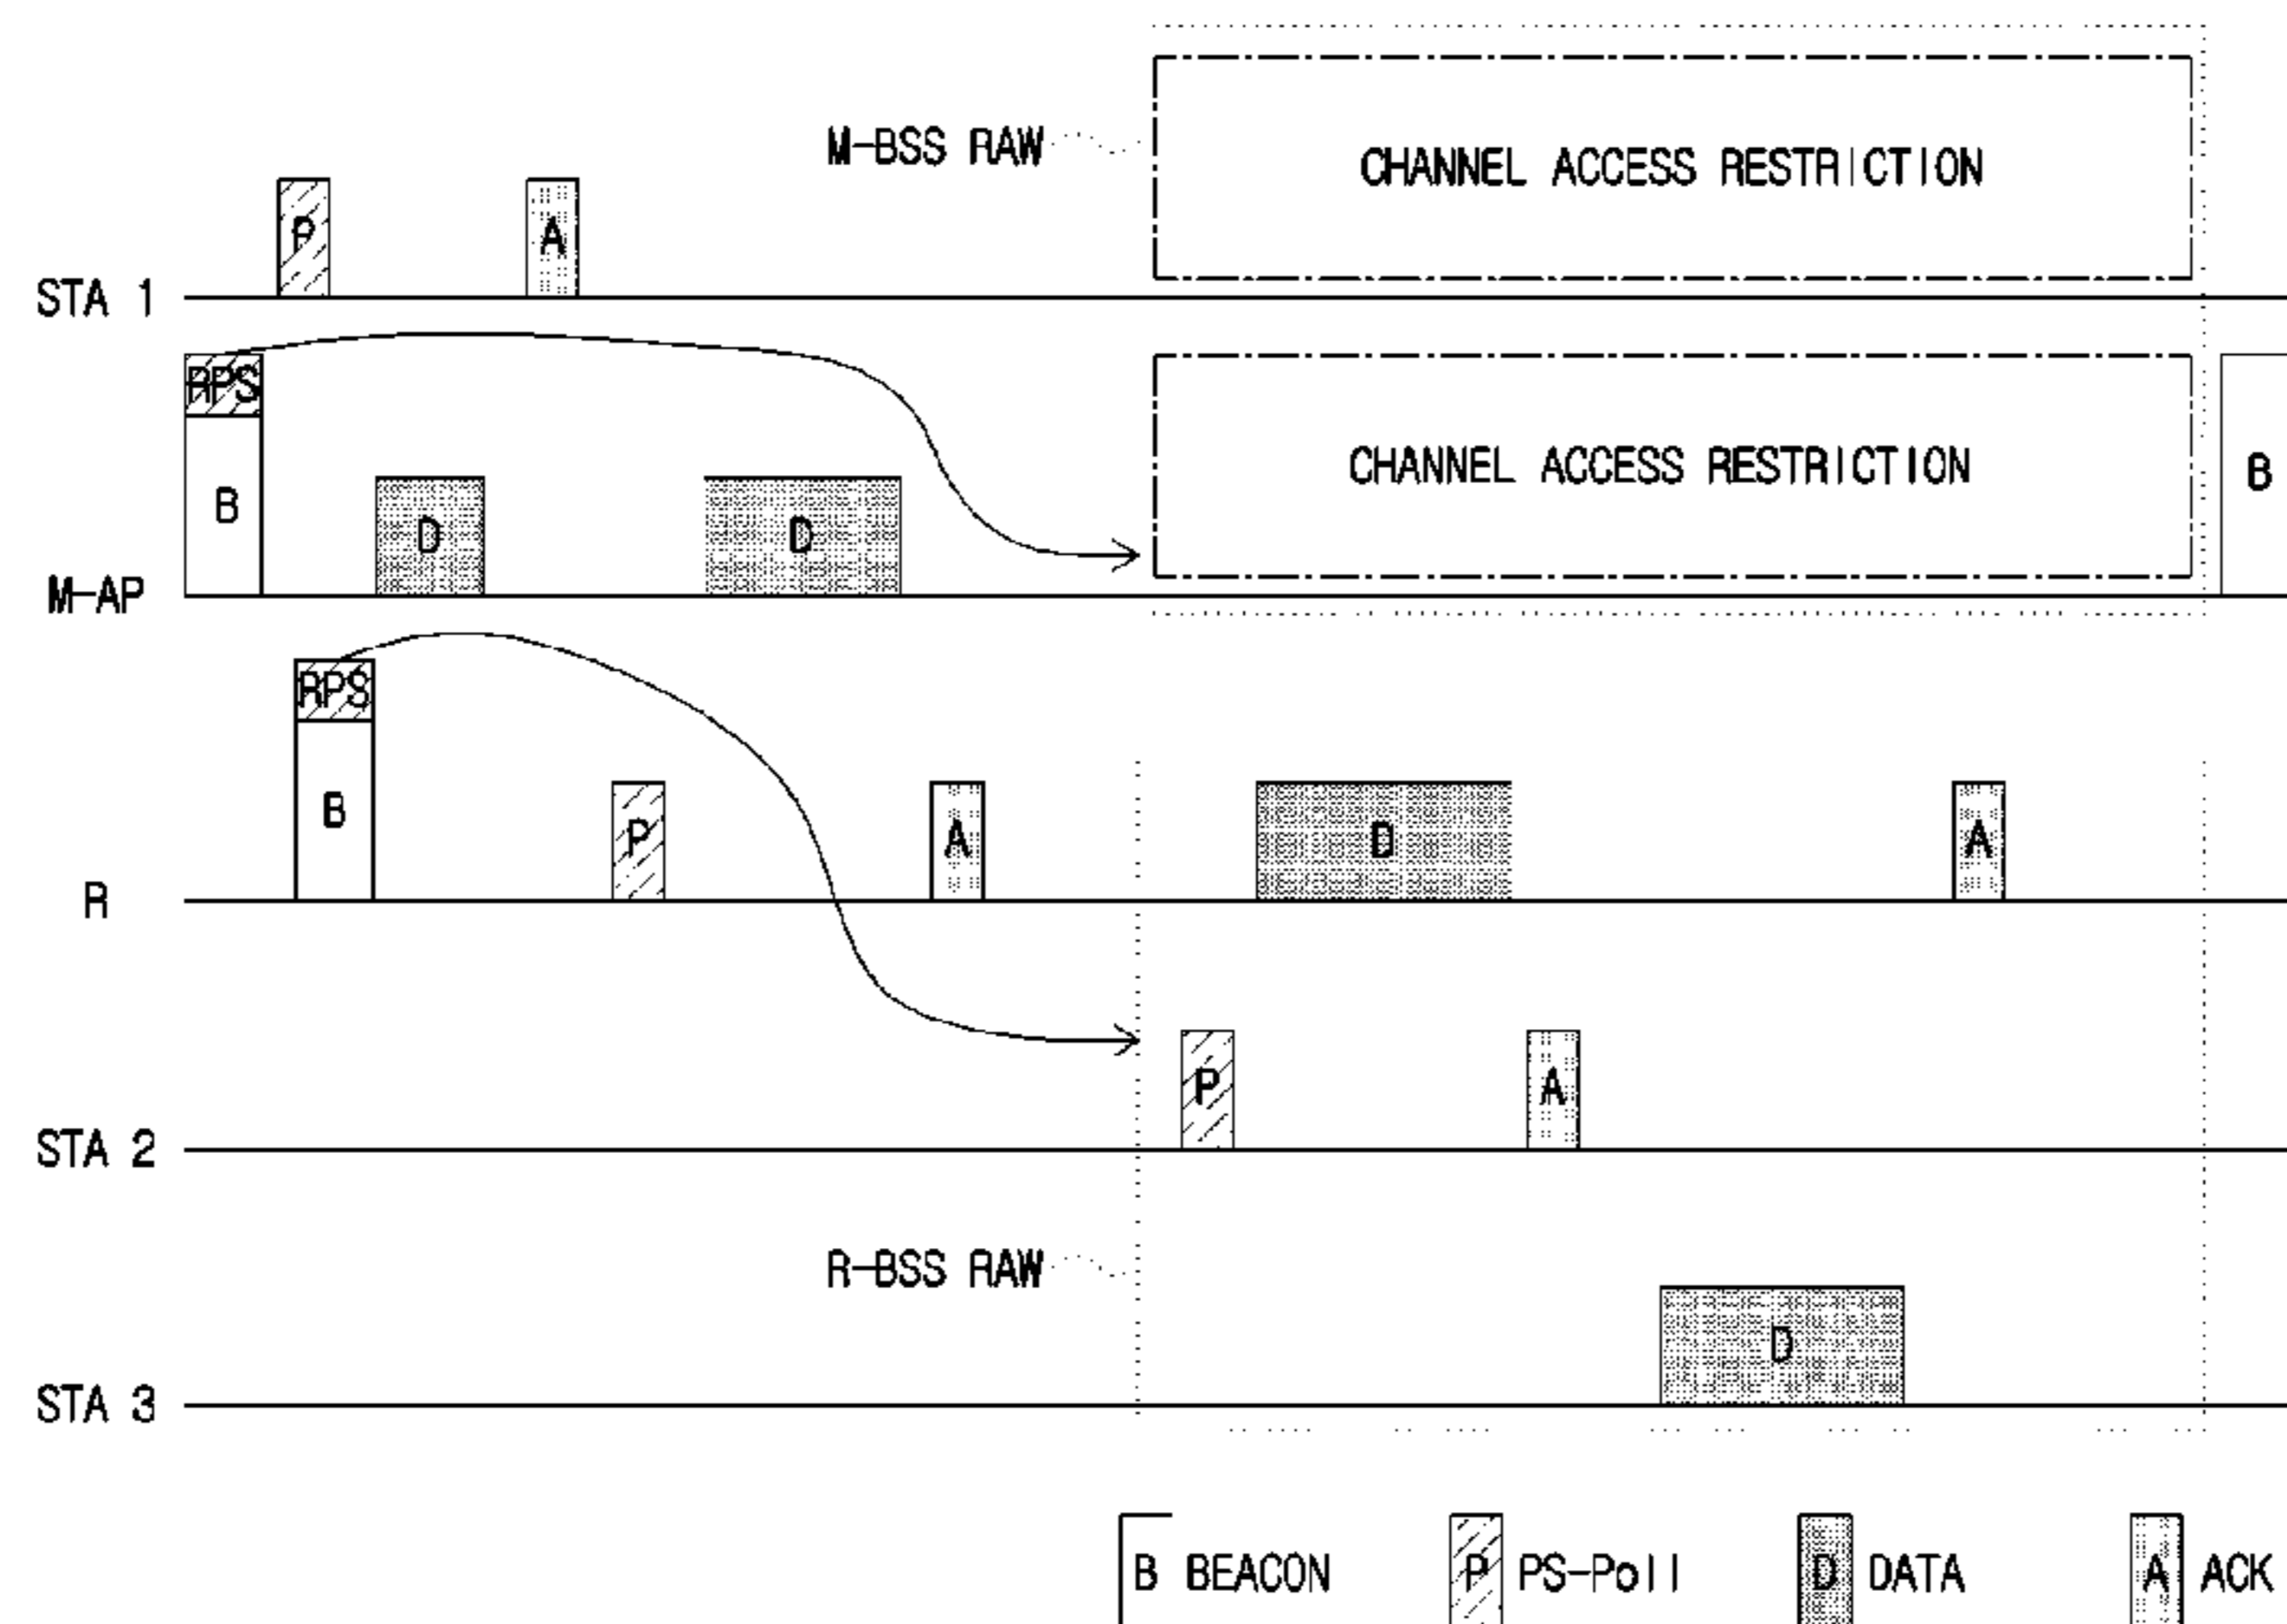 M-BSS RAW
CHANNEL ACCESS RESTRICTION
P
A
STA 1
RPS
B
D
D
CHANNEL ACCESS RESTRICTION
B
M-AP
RPS
B
P
A
D
A
R
P
A
STA 2
R-BSS RAW
D
STA 3
B BEACON
P PS-Poll
D DATA
A ACK